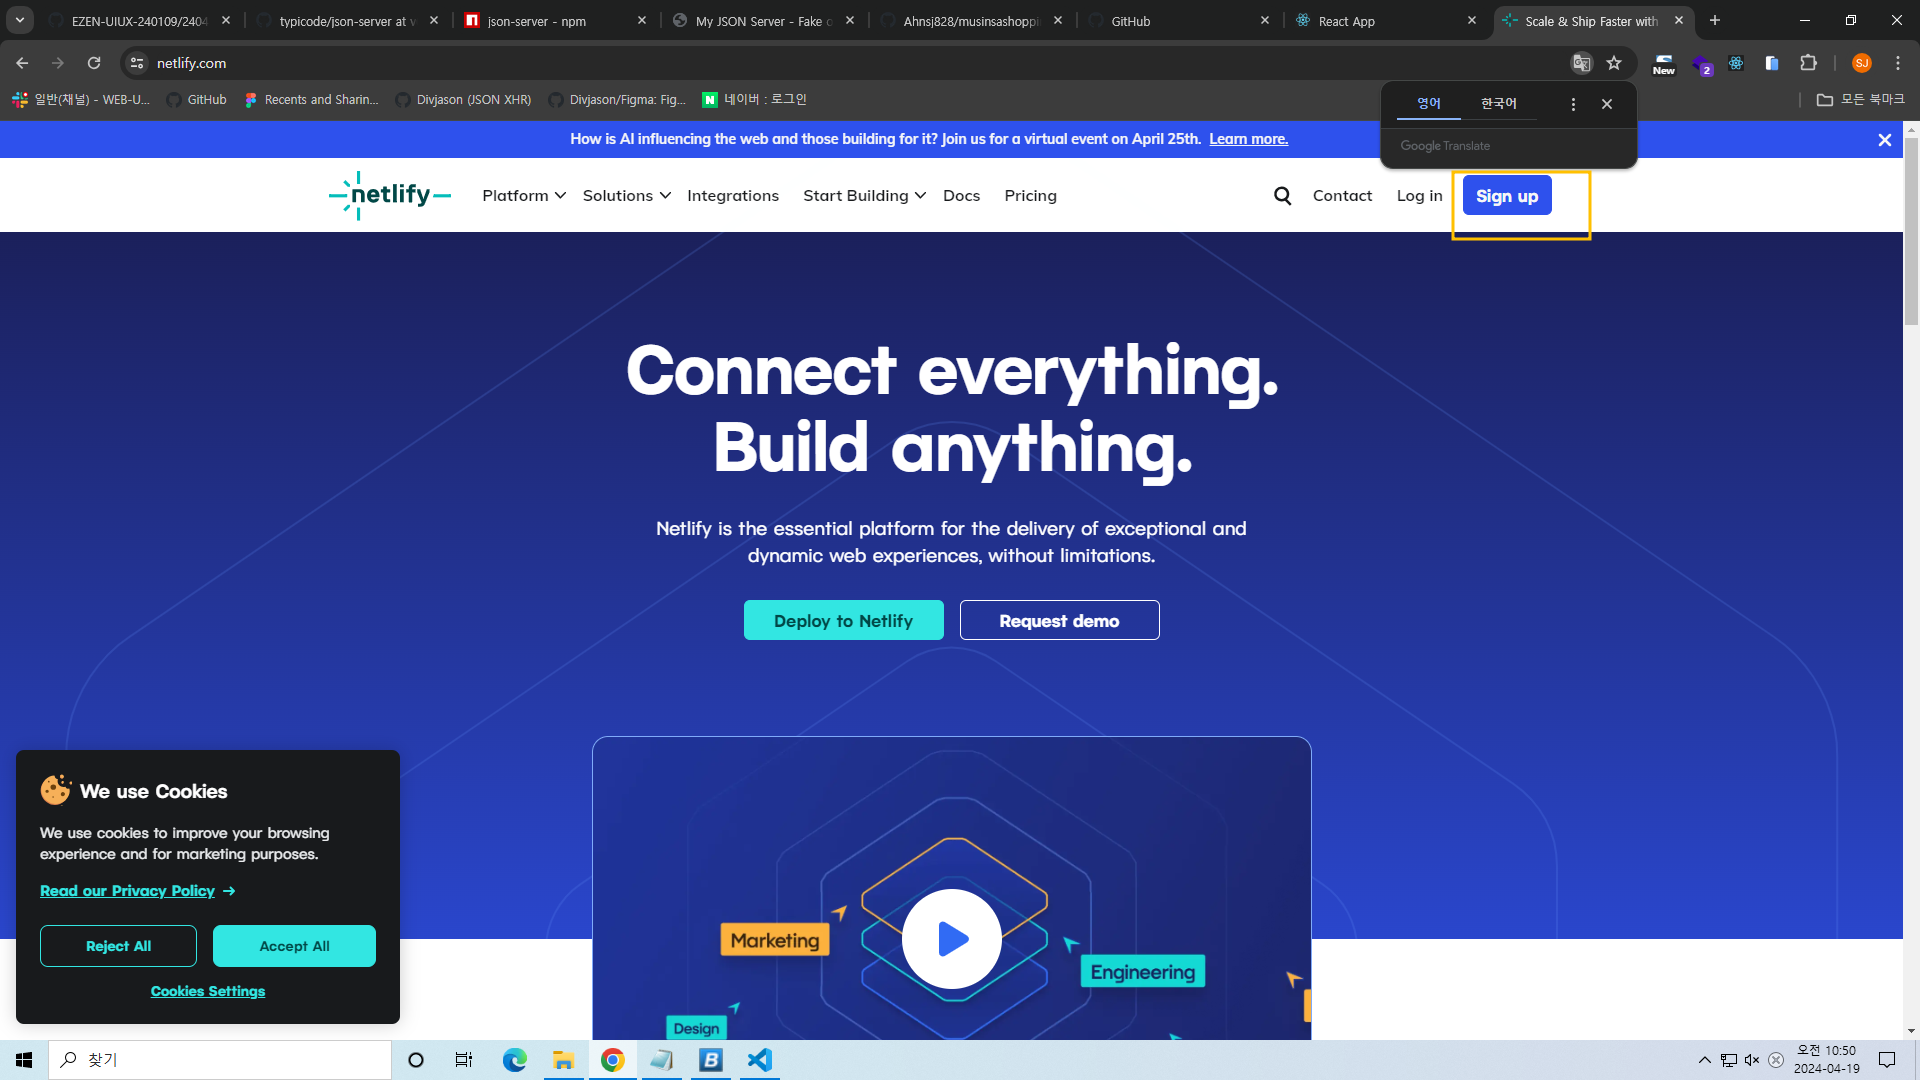 EZEN-UIUX-240109/2404
typicode/json-server at v
json-server - npm
My JSON Server - Fake o
Ahnsj828/musinsashoppi
GitHub
React App
Scale & Ship Faster with
netlify.com
New
2
SJ
일반(채널) - WEB-U...
GitHub
Recents and Sharin...
Divjason (JSON XHR)
Divjason/Figma: Fig...
네이버 : 로그인
모든 북마크
영어
한국어
Google Translate
How is AI influencing the web and those building for it? Join us for a virtual event on April 25th. Learn more.
netlify
Platform
Solutions
Integrations
Start Building
Docs
Pricing
Contact
Log in
Sign up
Connect everything.
Build anything.
Netlify is the essential platform for the delivery of exceptional and
dynamic web experiences, without limitations.
Deploy to Netlify
Request demo
Marketing
Engineering
Design
We use Cookies
We use cookies to improve your browsing
experience and for marketing purposes.
Read our Privacy Policy →
Reject All
Accept All
Cookies Settings
찾기
오전 10:50
2024-04-19